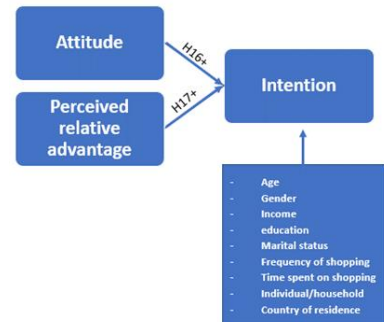 Attitude
H16+
Intention
H17+
Perceived
relative
advantage
- Age
- Gender
- Income
- education
- Marital status
- Frequency of shopping
- Time spent on shopping
- Individual/household
- Country of residence